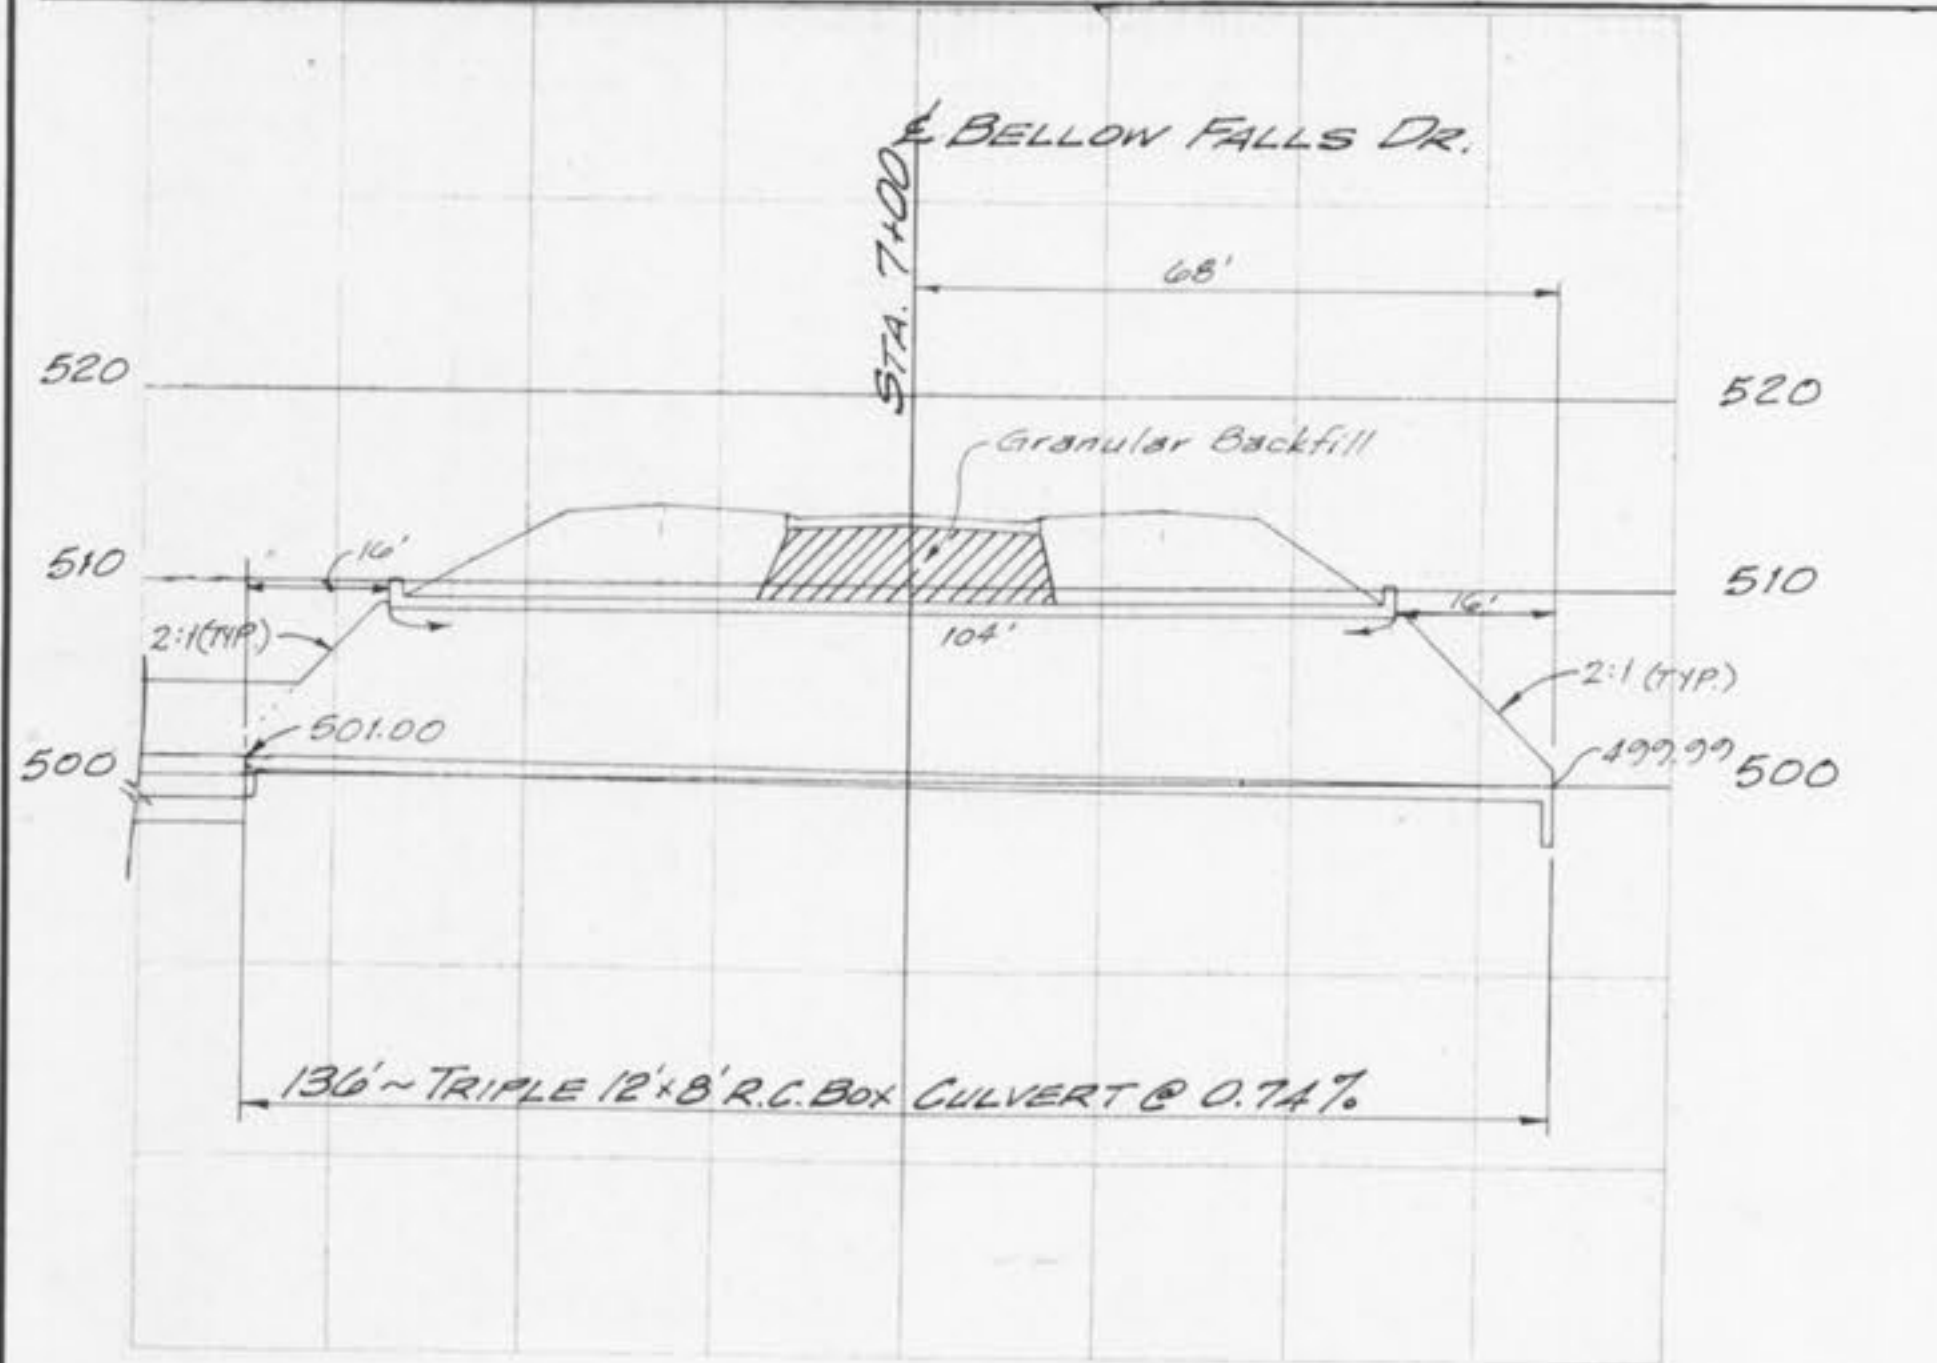 ℄ BELLOW FALLS DR.
STA. 7+00
68'
520
520
Granular Backfill
510
16'
510
16'
2:1 (TYP.)
104'
2:1 (TYP.)
501.00
499.99
500
500
136' ~ TRIPLE 12'x8' R.C. BOX CULVERT @ 0.74%